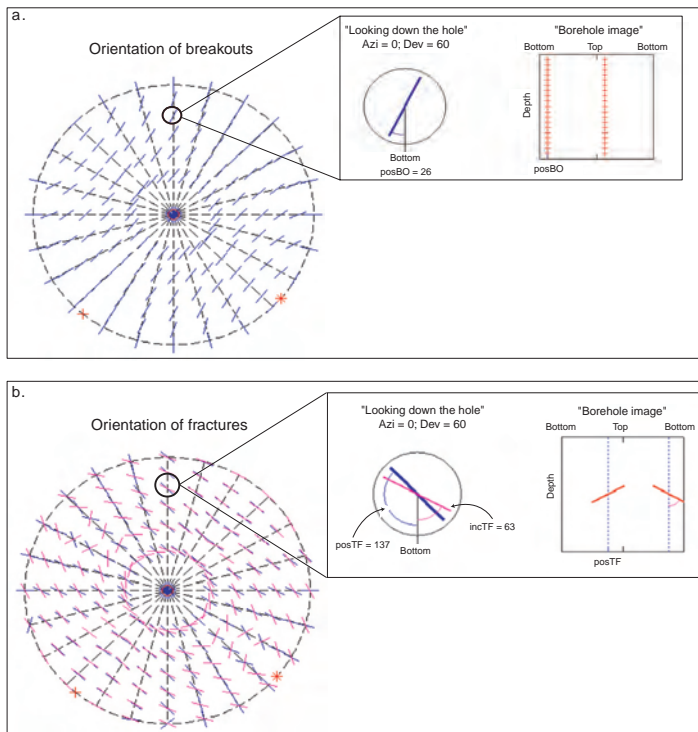 a.
Orientation of breakouts
"Looking down the hole"
Azi = 0; Dev = 60
Bottom
posBO = 26
"Borehole image"
Bottom Top Bottom
Depth
posBO
b.
Orientation of fractures
"Looking down the hole"
Azi = 0; Dev = 60
posTF = 137
incTF = 63
Bottom
"Borehole image"
Bottom Top Bottom
Depth
posTF